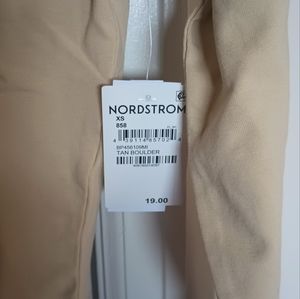 NORDSTROM
XS
858
BP456109MI
TAN BOULDER
19.00